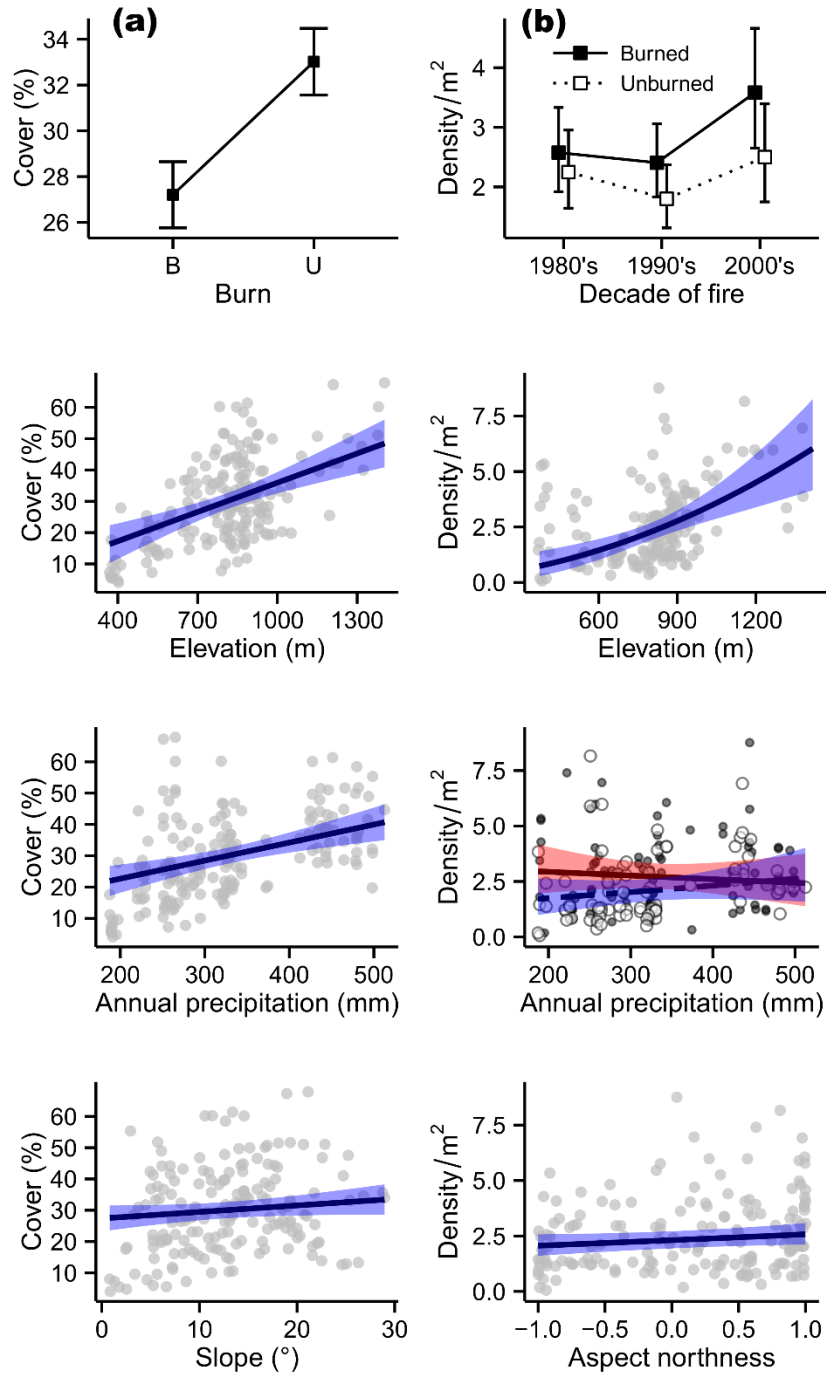 (a)
34
32
30
28
26
Cover (%)
B U
Burn
(b)
Burned
Unburned
4
3
2
Density/m²
1980's 1990's 2000's
Decade of fire
60
50
40
30
20
10
Cover (%)
400 700 1000 1300
Elevation (m)
7.5
5.0
2.5
0.0
Density/m²
600 900 1200
Elevation (m)
60
50
40
30
20
10
Cover (%)
200 300 400 500
Annual precipitation (mm)
7.5
5.0
2.5
0.0
Density/m²
200 300 400 500
Annual precipitation (mm)
60
50
40
30
20
10
Cover (%)
0 10 20 30
Slope (°)
7.5
5.0
2.5
0.0
Density/m²
−1.0 −0.5 0.0 0.5 1.0
Aspect northness